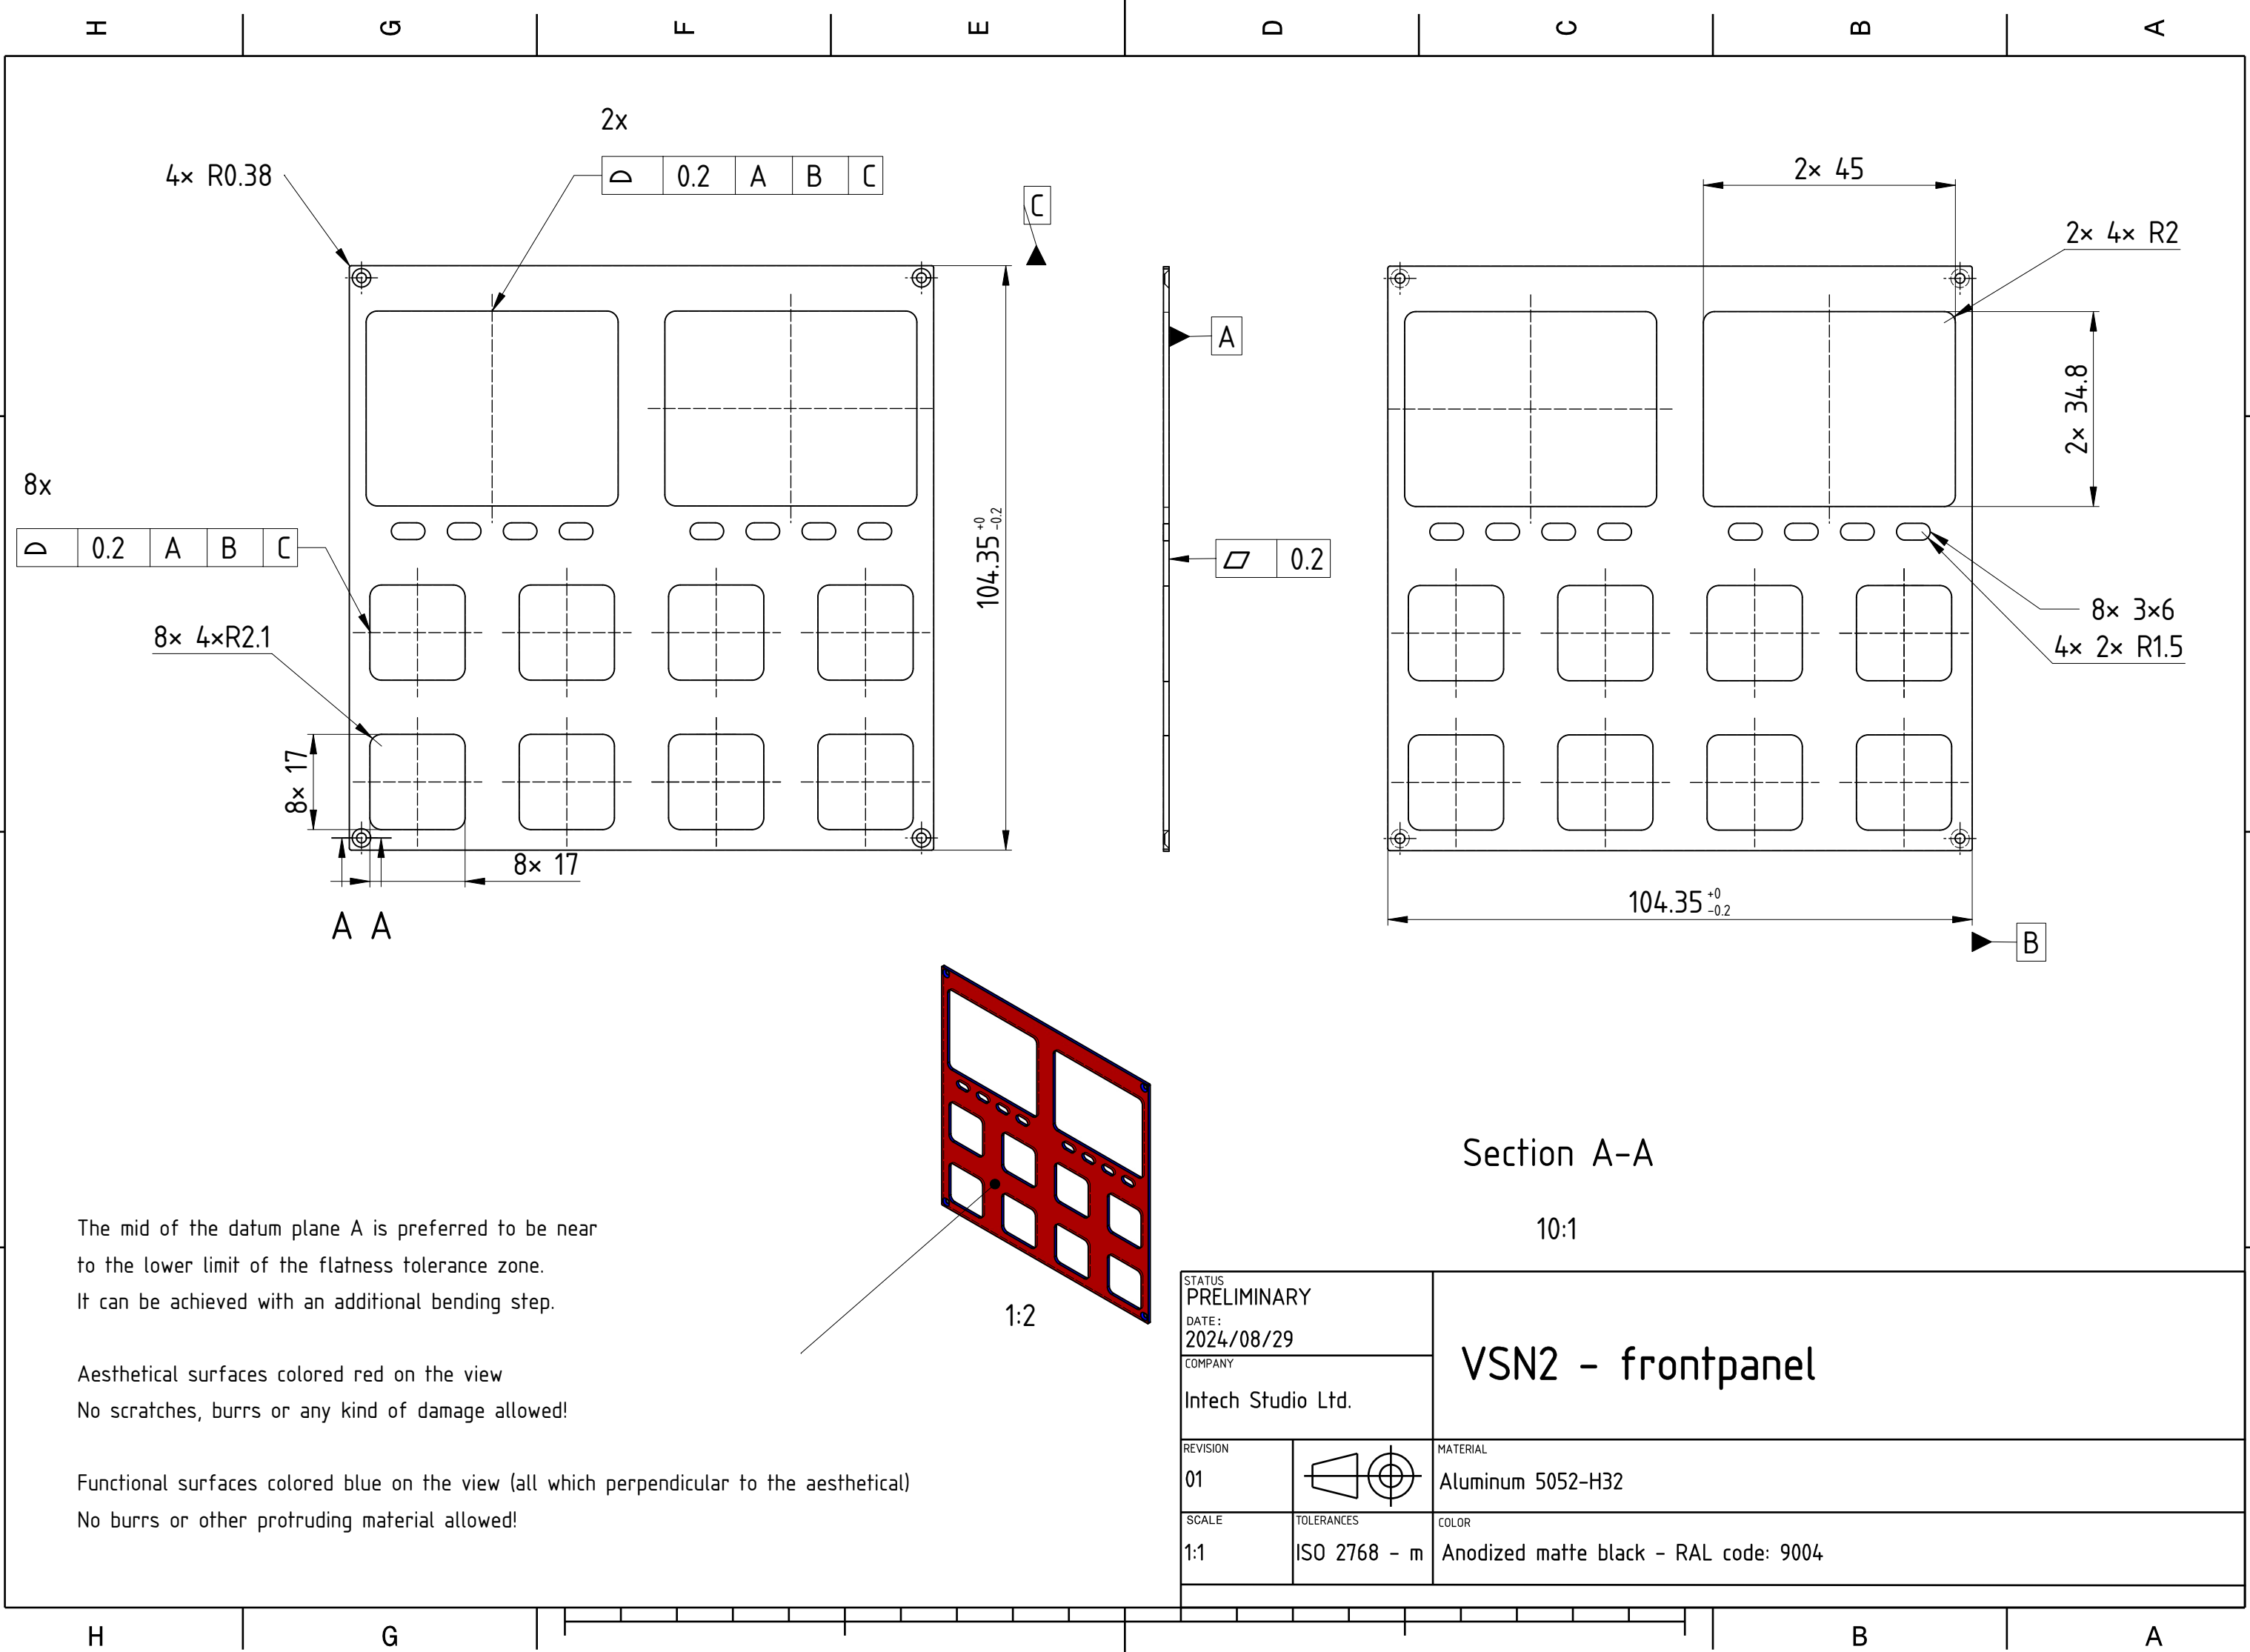 H G F E D C B A
2x
4× R0.38
⌓ 0.2 A B C
C
2× 45
2× 4× R2
A
2× 34.8
8x
⌓ 0.2 A B C
104.35 +0 -0.2
⏥ 0.2
8× 4×R2.1
8× 3×6
4× 2× R1.5
8× 17
8× 17
A A
104.35 +0 -0.2
B
Section A-A
10:1
1:2
The mid of the datum plane A is preferred to be near
to the lower limit of the flatness tolerance zone.
It can be achieved with an additional bending step.
Aesthetical surfaces colored red on the view
No scratches, burrs or any kind of damage allowed!
Functional surfaces colored blue on the view (all which perpendicular to the aesthetical)
No burrs or other protruding material allowed!
STATUS
PRELIMINARY
DATE:
2024/08/29
COMPANY
Intech Studio Ltd.
VSN2 - frontpanel
REVISION
01
MATERIAL
Aluminum 5052-H32
SCALE
1:1
TOLERANCES
ISO 2768 - m
COLOR
Anodized matte black - RAL code: 9004
H G B A